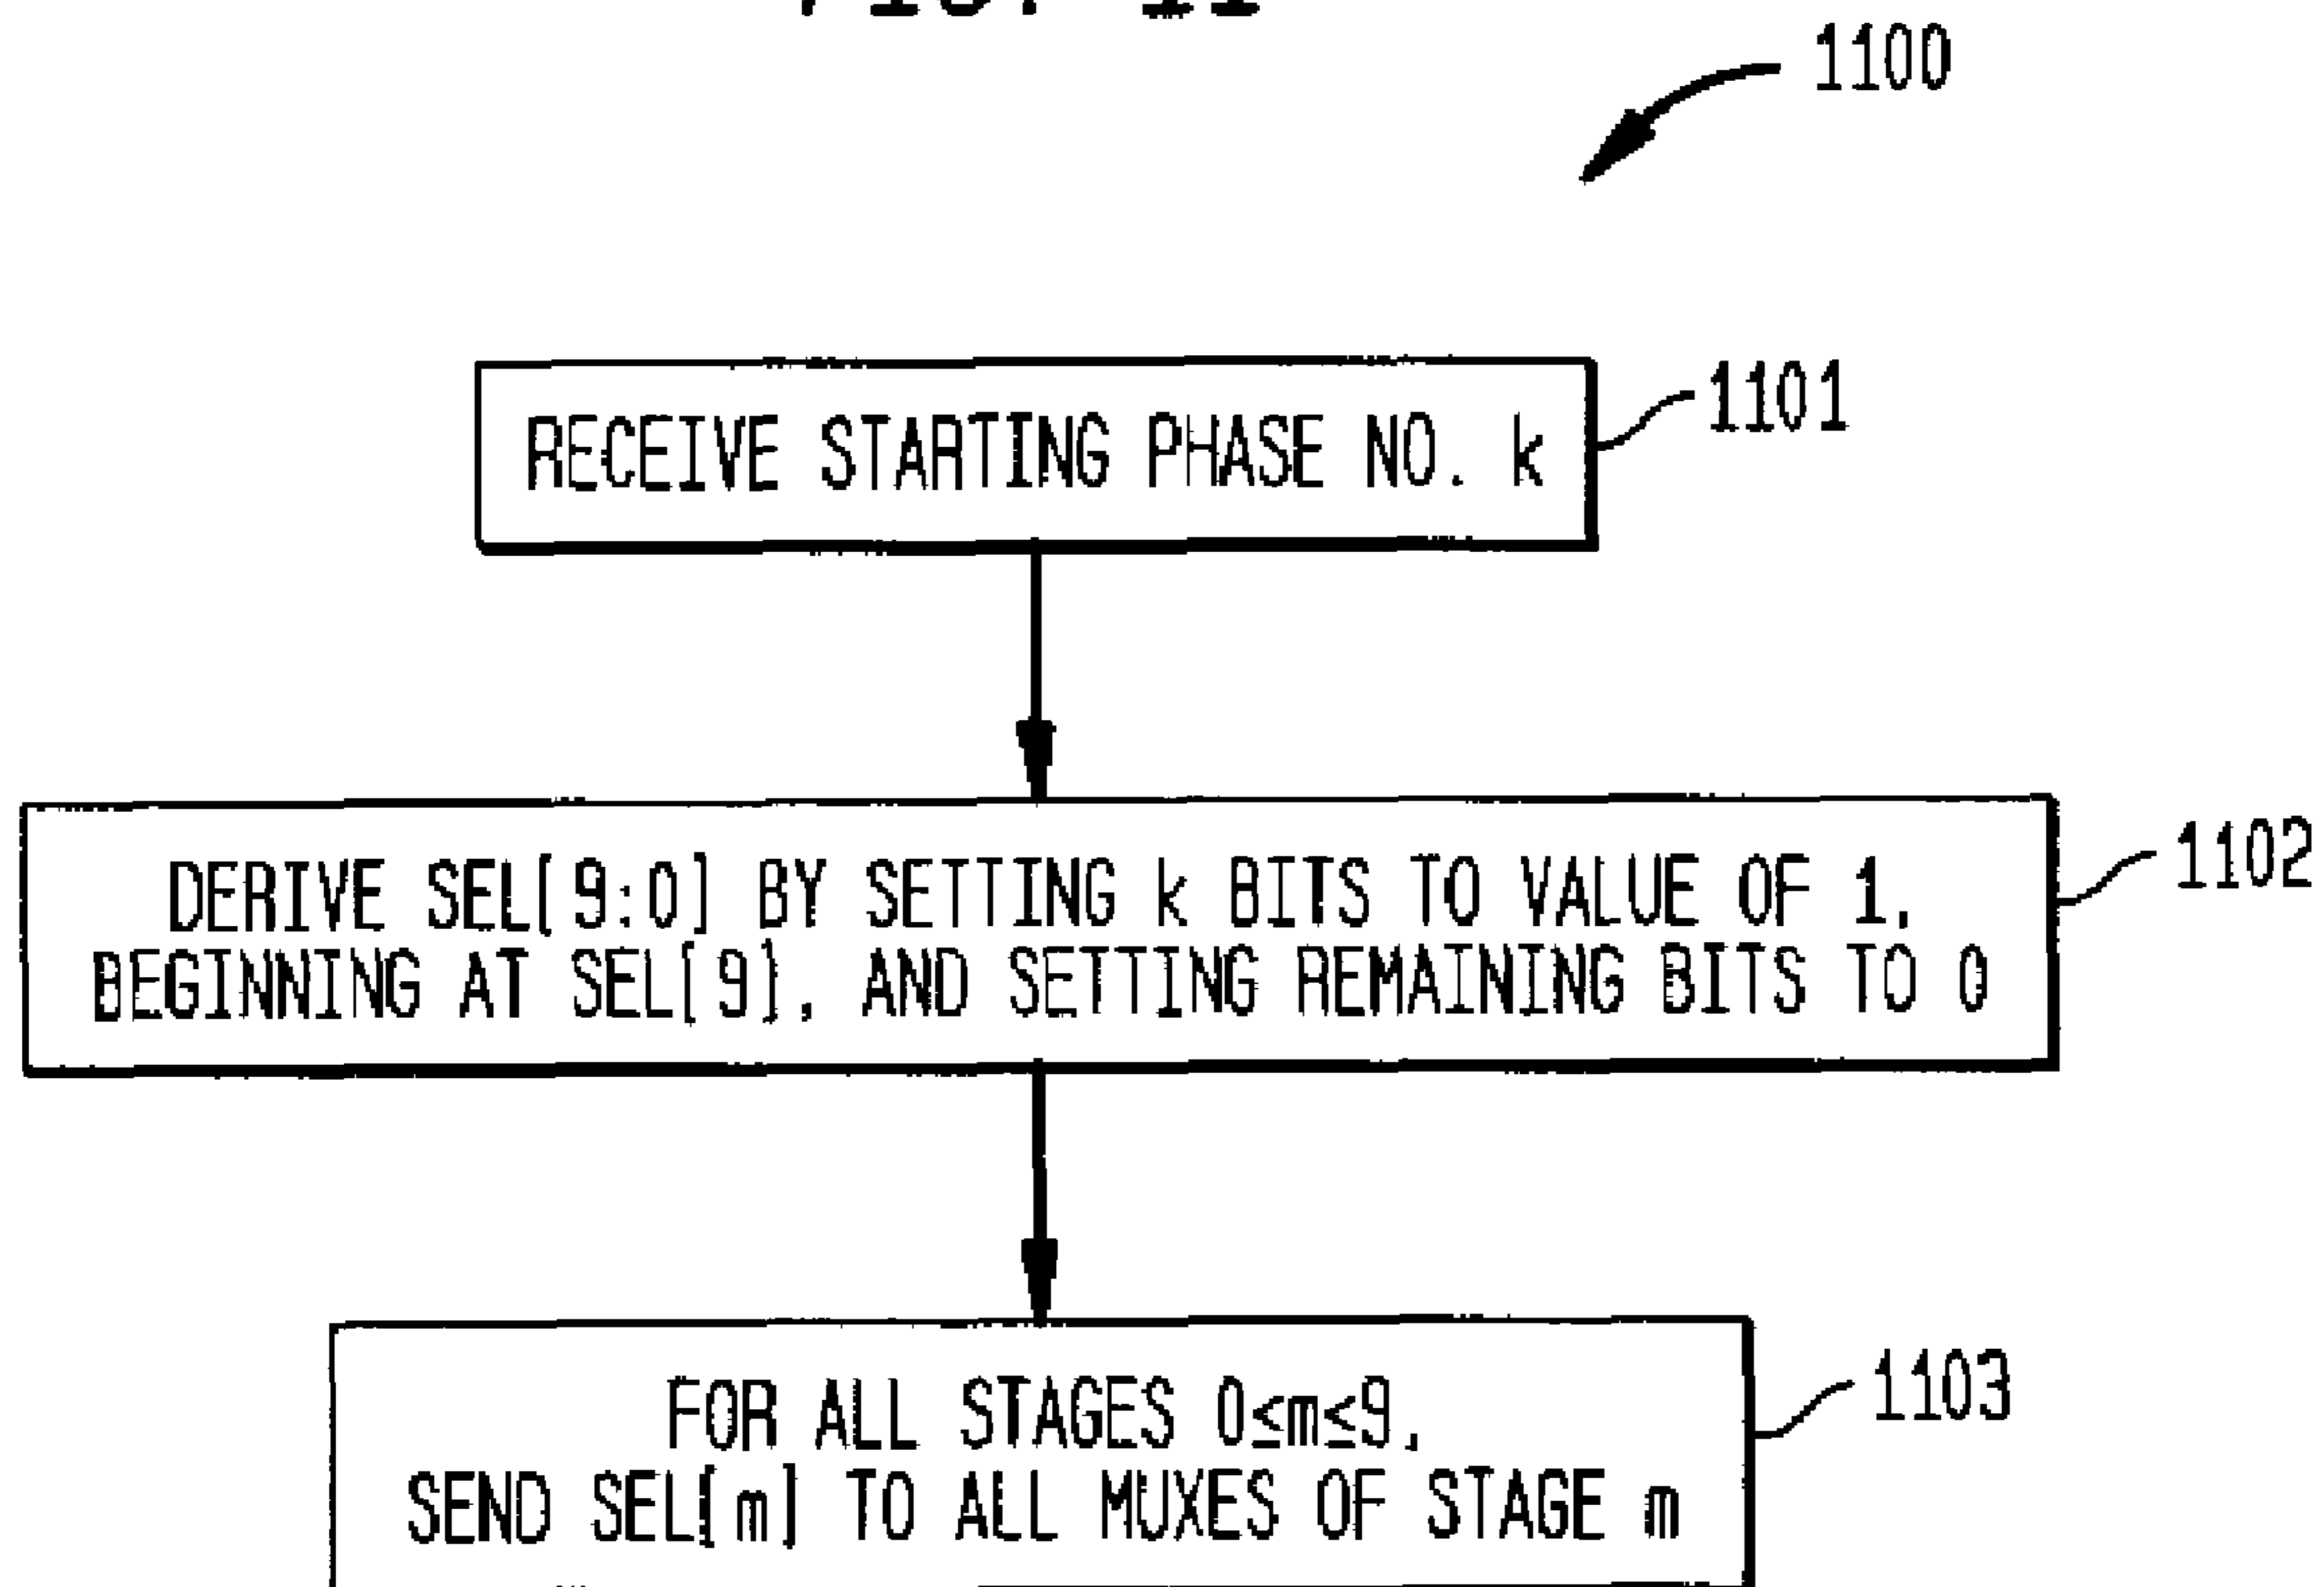 1100
RECEIVE STARTING PHASE NO. k
1101
DERIVE SEL[9:0] BY SETTING k BITS TO VALUE OF 1,
BEGINNING AT SEL[9], AND SETTING REMAINING BITS TO 0
1102
FOR ALL STAGES 0≤m≤9,
SEND SEL[m] TO ALL MUXES OF STAGE m
1103